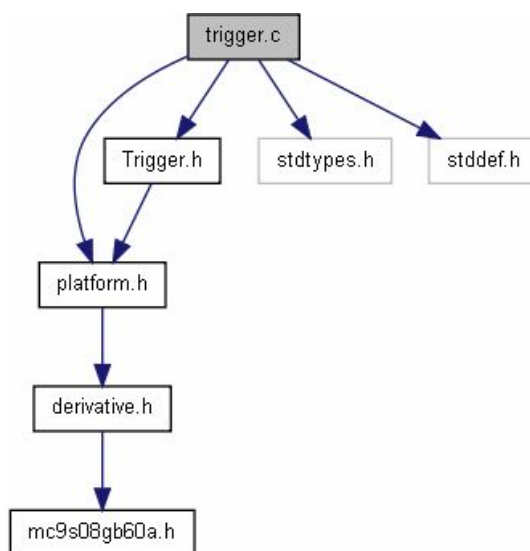 trigger.c
Trigger.h
stdtypes.h
stddef.h
platform.h
derivative.h
mc9s08gb60a.h